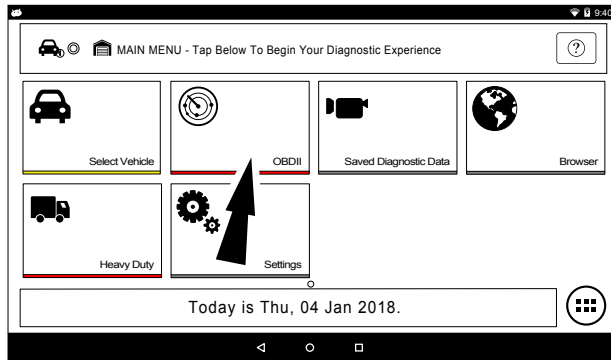 9:40
MAIN MENU - Tap Below To Begin Your Diagnostic Experience
?
Select Vehicle
OBDII
Saved Diagnostic Data
Browser
Heavy Duty
Settings
Today is Thu, 04 Jan 2018.